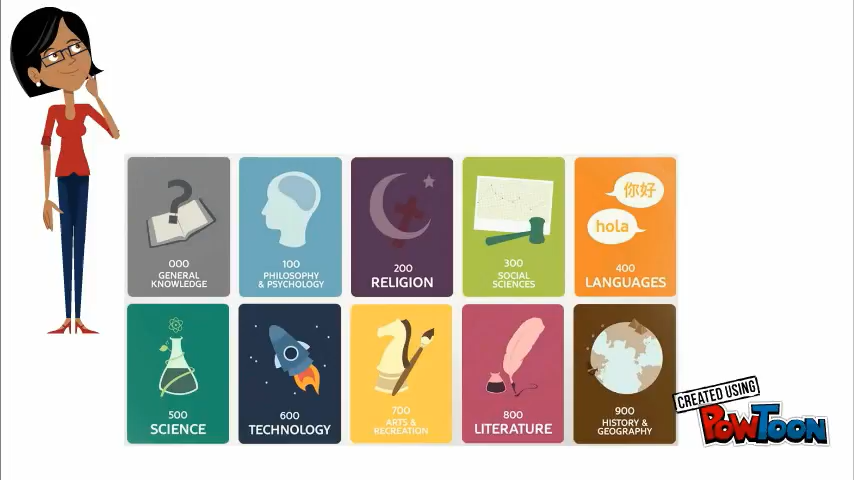 000
GENERAL
KNOWLEDGE
100
PHILOSOPHY
& PSYCHOLOGY
200
RELIGION
300
SOCIAL
SCIENCES
你好
hola
400
LANGUAGES
500
SCIENCE
600
TECHNOLOGY
700
ARTS &
RECREATION
800
LITERATURE
900
HISTORY &
GEOGRAPHY
CREATED USING
POWTOON